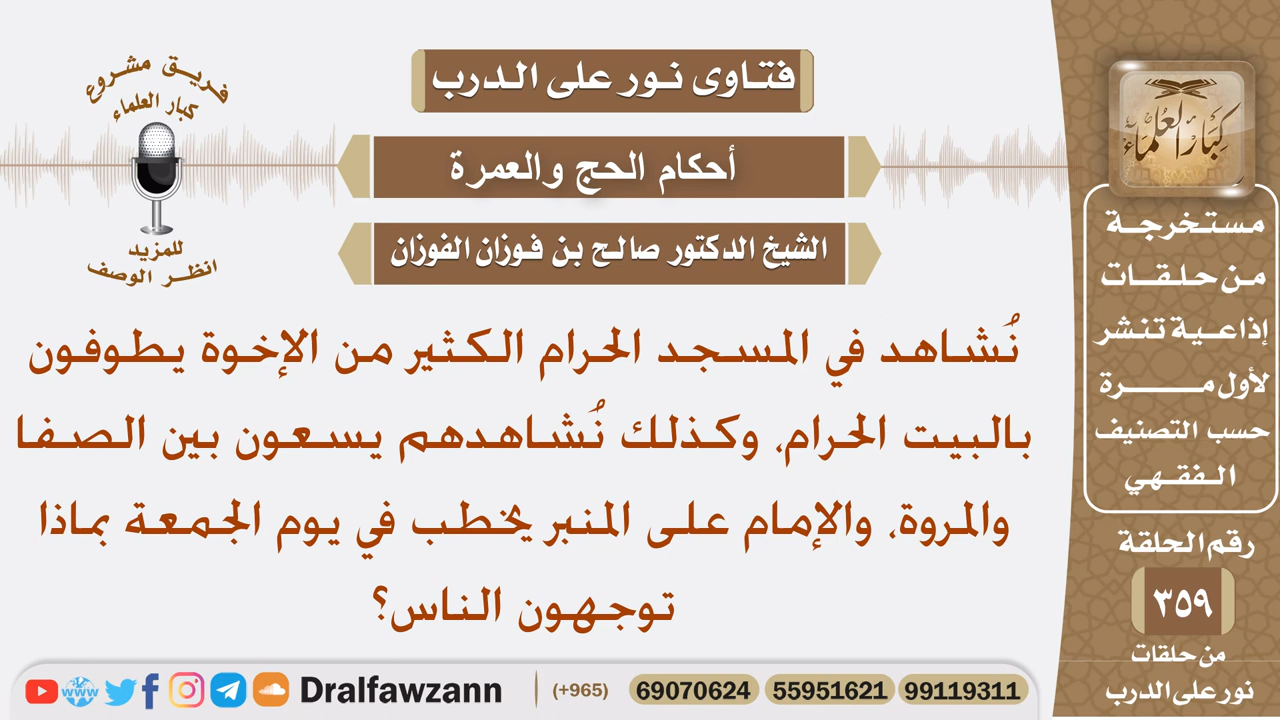 فتاوى نور على الدرب
أحكام الحج والعمرة
الشيخ الدكتور صالح بن فوزان الفوزان
نُشاهد في المسجد الحرام الكثير من الإخوة يطوفون
بالبيت الحرام، وكذلك نُشاهدهم يسعون بين الصفا
والمروة، والإمام على المنبر يخطب في يوم الجمعة بماذا
توجهون الناس؟
فريق مشروع
كبار العلماء
للمزيد
انظر الوصف
كبار العلماء
مستخرجة
من حلقات
إذاعية تنشر
لأول مرة
حسب التصنيف
الفقهي
رقم الحلقة
٣٥٩
من حلقات
نور على الدرب
www
Dralfawzann
(+965)
69070624
55951621
99119311